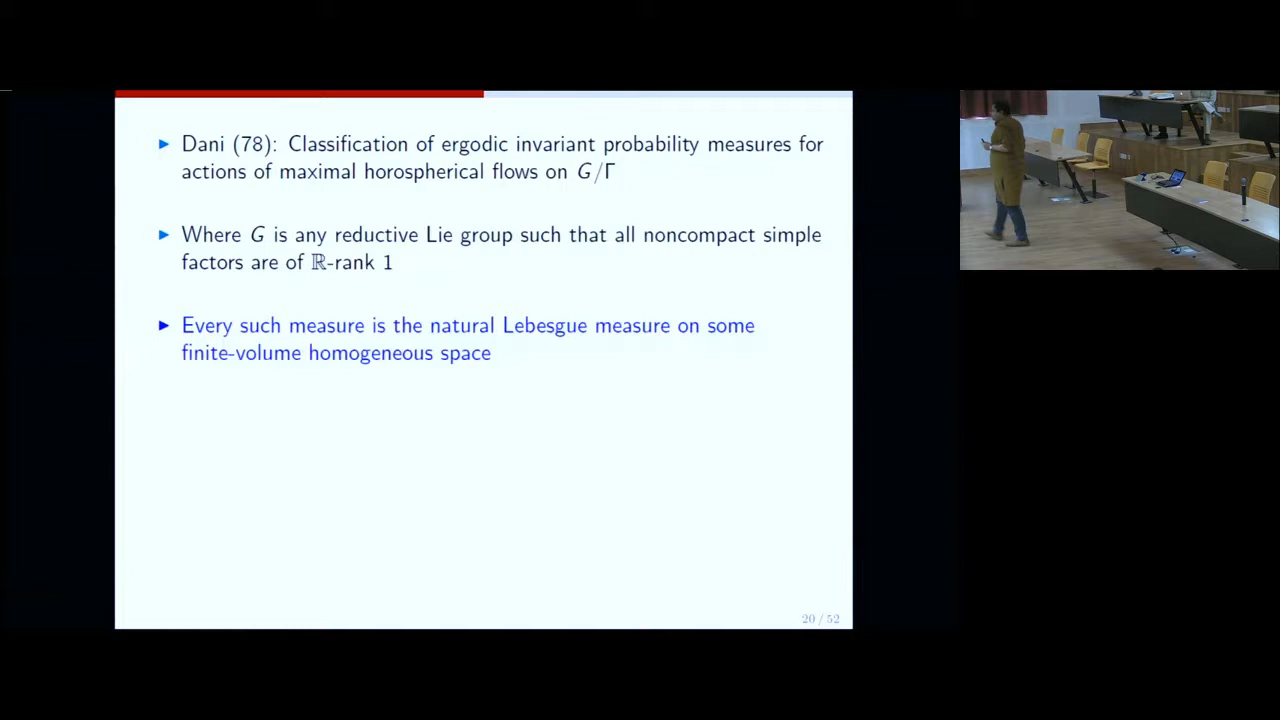 ▶ Dani (78): Classification of ergodic invariant probability measures for
actions of maximal horospherical flows on G/Γ
▶ Where G is any reductive Lie group such that all noncompact simple
factors are of ℝ-rank 1
▶ Every such measure is the natural Lebesgue measure on some
finite-volume homogeneous space
20 / 52